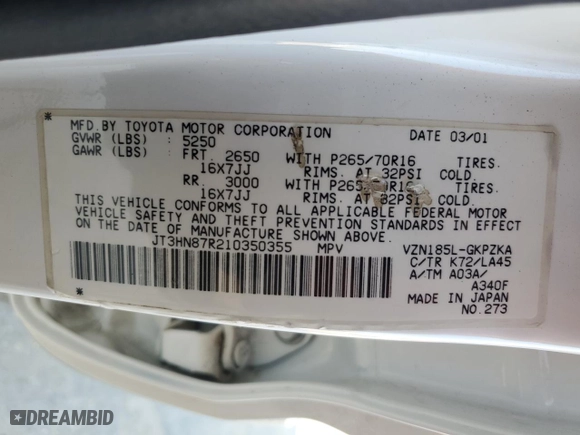 MFD.BY TOYOTA MOTOR CORPORATION DATE 03/01
GVWR (LBS) : 5250
GAWR (LBS) : FRT. 2650 WITH P265/70R16 TIRES.
16X7JJ RIMS. AT 32PSI COLD.
RR. 3000 WITH TIRES.
16X7JJ RIMS. AT 32PSI COLD.
THIS VEHICLE CONFORMS TO ALL APPLICABLE FEDERAL MOTOR
VEHICLE SAFETY AND THEFT PREVENTION STANDARDS IN EFFECT
ON THE DATE OF MANUFACTURE SHOWN ABOVE.
JT3HN87R210350355 MPV VZN185L-GKPZKA
C/TR K72/LA45
A/TM A03A/
A340F
MADE IN JAPAN
NO.273
DREAMBID